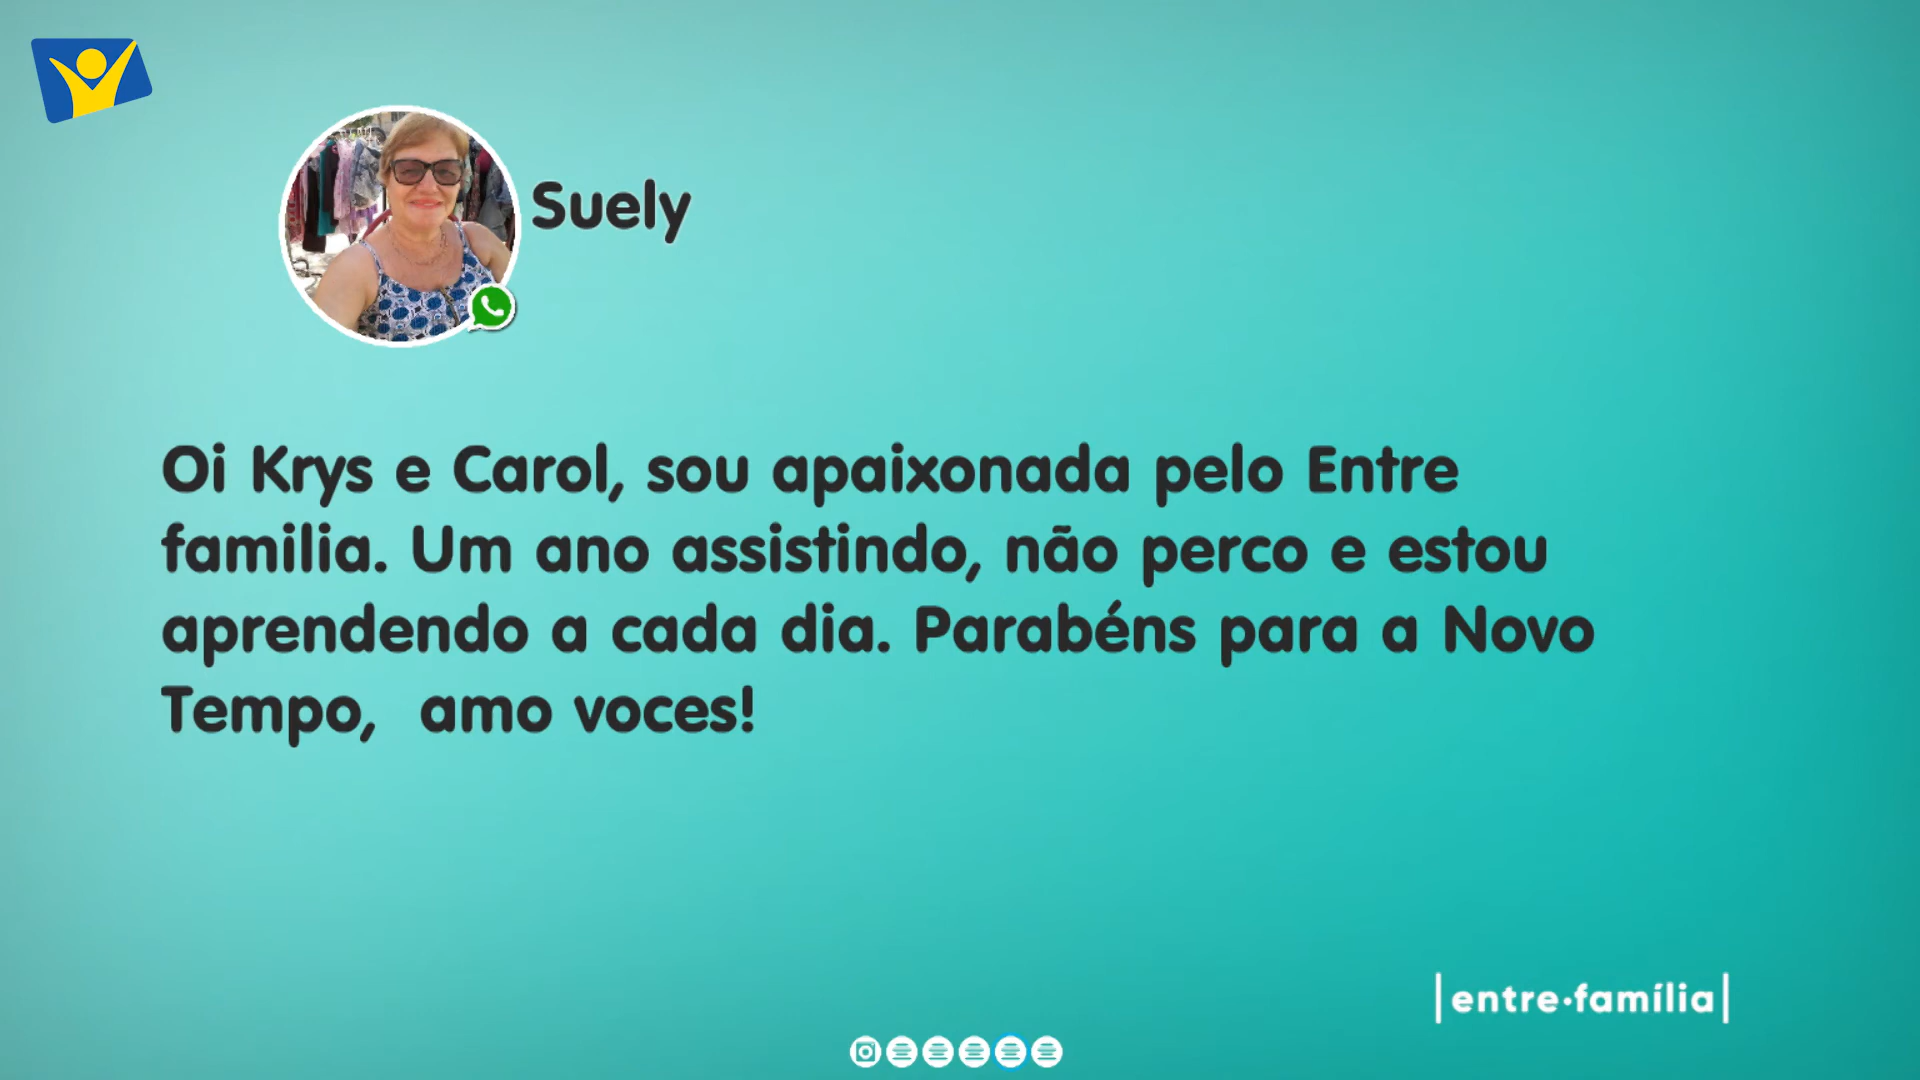 Suely
Oi Krys e Carol, sou apaixonada pelo Entre
familia. Um ano assistindo, não perco e estou
aprendendo a cada dia. Parabéns para a Novo
Tempo,  amo voces!
|entre·família|